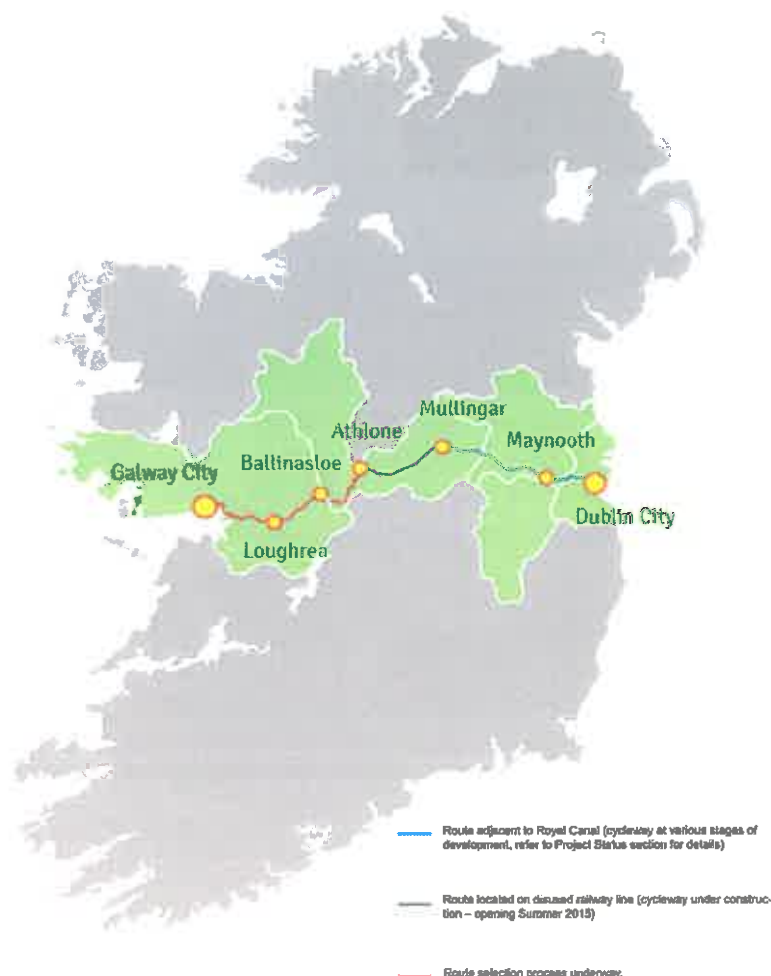 Mullingar
Athlone
Maynooth
Ballinasloe
Galway City
Dublin City
Loughrea
Route adjacent to Royal Canal (cycleway at various stages of
development, refer to Project Status section for details)
Route located on disused railway line (cycleway under construc-
tion – opening Summer 2015)
Route selection process underway.